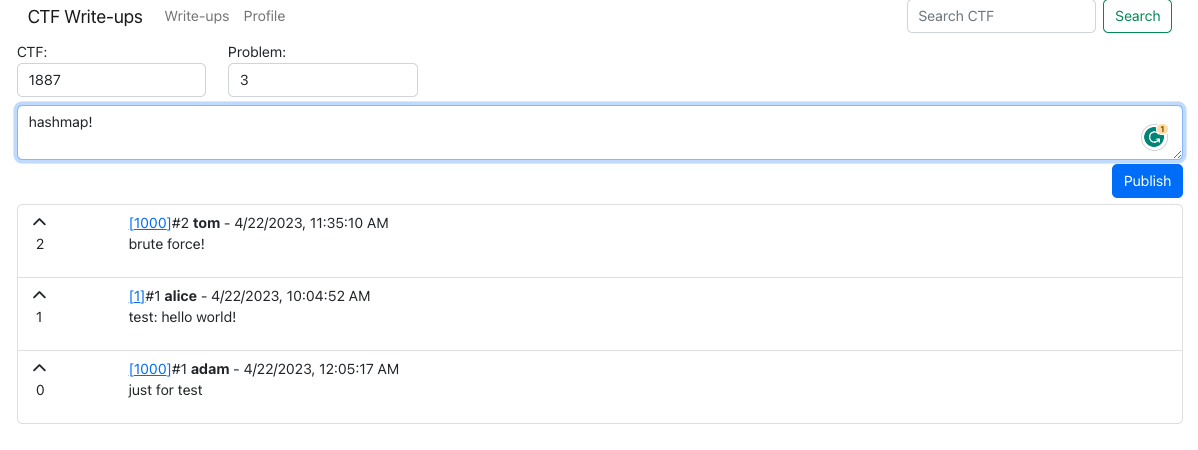 CTF Write-ups Write-ups Profile Search CTF Search
CTF: Problem:
1887 3
hashmap!
1
Publish
[1000]#2 tom - 4/22/2023, 11:35:10 AM
2 brute force!
[1]#1 alice - 4/22/2023, 10:04:52 AM
1 test: hello world!
[1000]#1 adam - 4/22/2023, 12:05:17 AM
0 just for test